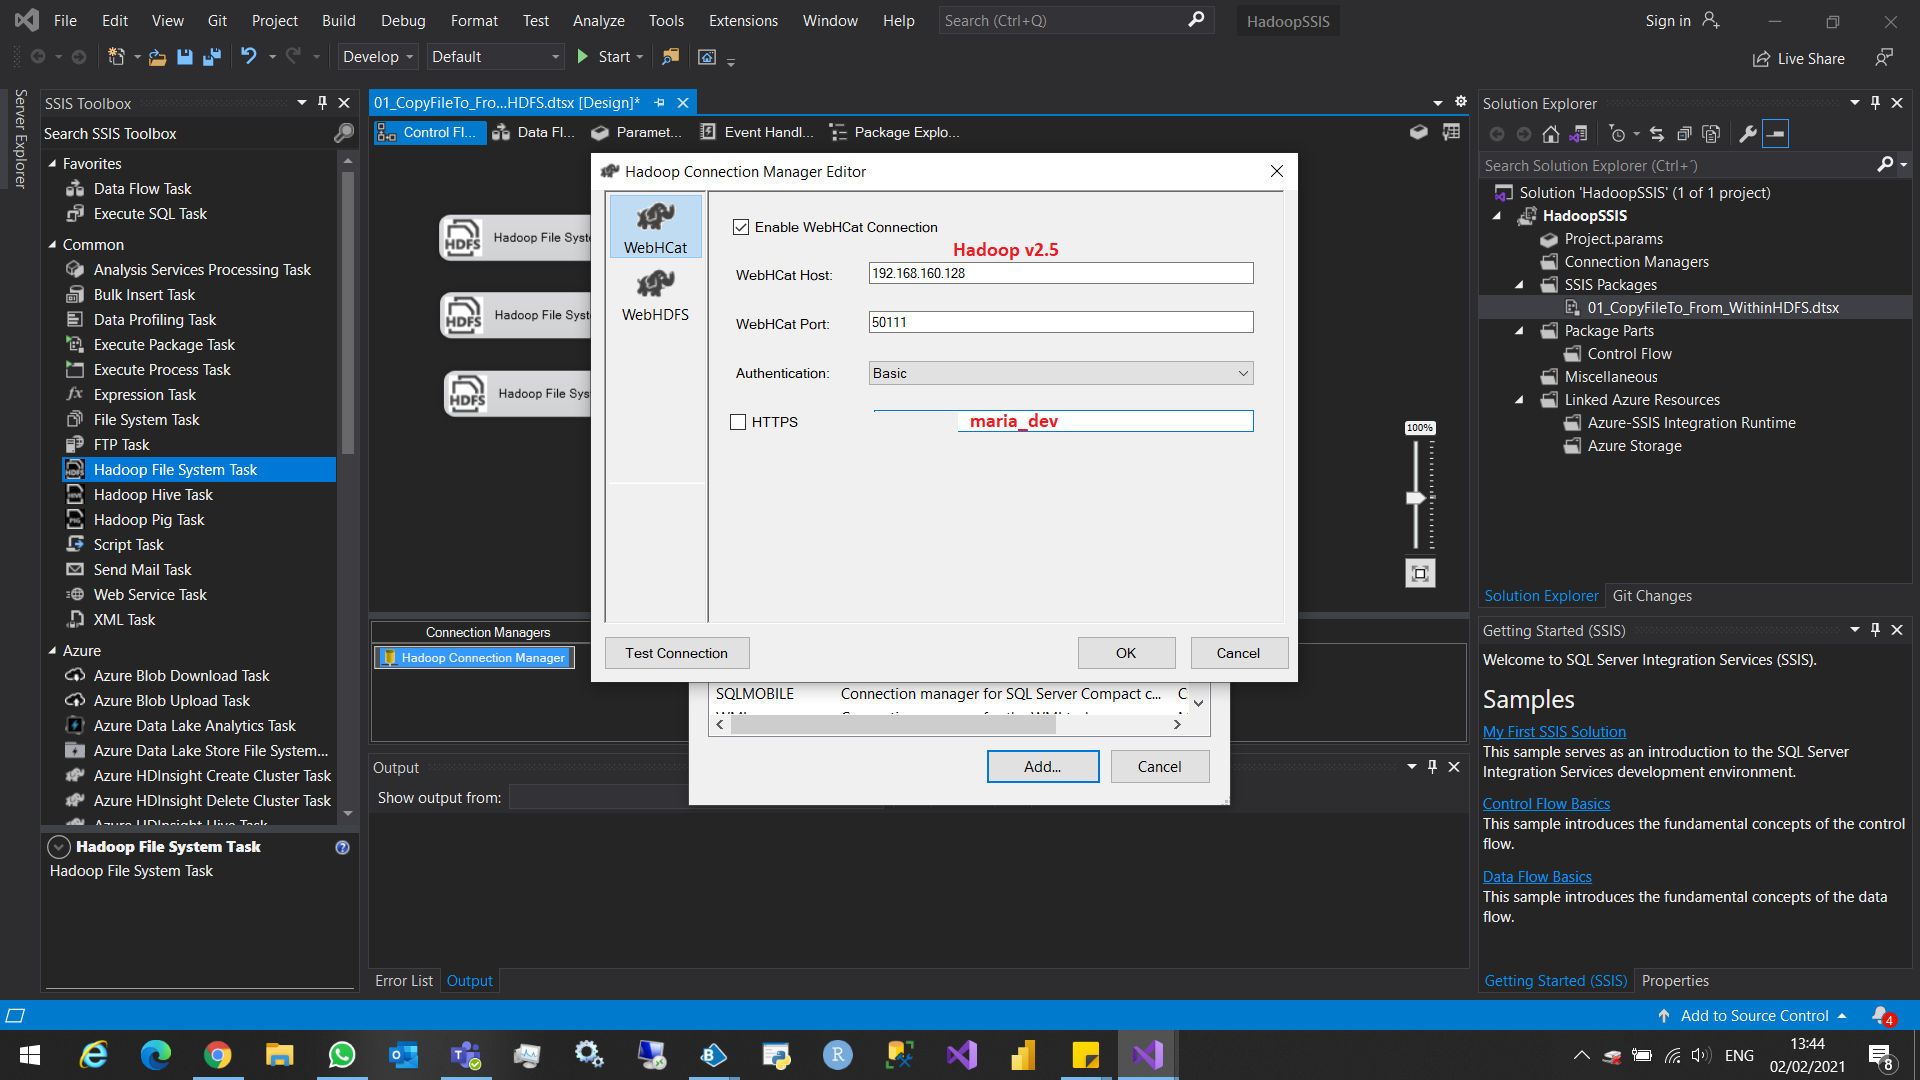 File Edit View Git Project Build Debug Format Test Analyze Tools Extensions Window Help Search (Ctrl+Q) HadoopSSIS Sign in
Develop Default Start Live Share
Server Explorer
SSIS Toolbox
Search SSIS Toolbox
Favorites
Data Flow Task
Execute SQL Task
Common
Analysis Services Processing Task
Bulk Insert Task
Data Profiling Task
Execute Package Task
Execute Process Task
Expression Task
File System Task
FTP Task
Hadoop File System Task
Hadoop Hive Task
Hadoop Pig Task
Script Task
Send Mail Task
Web Service Task
XML Task
Azure
Azure Blob Download Task
Azure Blob Upload Task
Azure Data Lake Analytics Task
Azure Data Lake Store File System...
Azure HDInsight Create Cluster Task
Azure HDInsight Delete Cluster Task
Azure HDInsight Hive Task
Hadoop File System Task
Hadoop File System Task
01_CopyFileTo_Fro...HDFS.dtsx [Design]*
Control Fl... Data Fl... Paramet... Event Handl... Package Explo...
HDFS Hadoop File Syste
HDFS Hadoop File Syste
HDFS Hadoop File Sys
100%
Hadoop Connection Manager Editor
WebHCat
WebHDFS
Enable WebHCat Connection
Hadoop v2.5
WebHCat Host: 192.168.160.128
WebHCat Port: 50111
Authentication: Basic
HTTPS maria_dev
Test Connection OK Cancel
Connection Managers
Hadoop Connection Manager
SQLMOBILE Connection manager for SQL Server Compact c... C
Add... Cancel
Output
Show output from:
Error List Output
Solution Explorer
Search Solution Explorer (Ctrl+´)
Solution 'HadoopSSIS' (1 of 1 project)
HadoopSSIS
Project.params
Connection Managers
SSIS Packages
01_CopyFileTo_From_WithinHDFS.dtsx
Package Parts
Control Flow
Miscellaneous
Linked Azure Resources
Azure-SSIS Integration Runtime
Azure Storage
Solution Explorer Git Changes
Getting Started (SSIS)
Welcome to SQL Server Integration Services (SSIS).
Samples
My First SSIS Solution
This sample serves as an introduction to the SQL Server
Integration Services development environment.
Control Flow Basics
This sample introduces the fundamental concepts of the control
flow.
Data Flow Basics
This sample introduces the fundamental concepts of the data
flow.
Getting Started (SSIS) Properties
Add to Source Control 4
ENG
13:44
02/02/2021
8